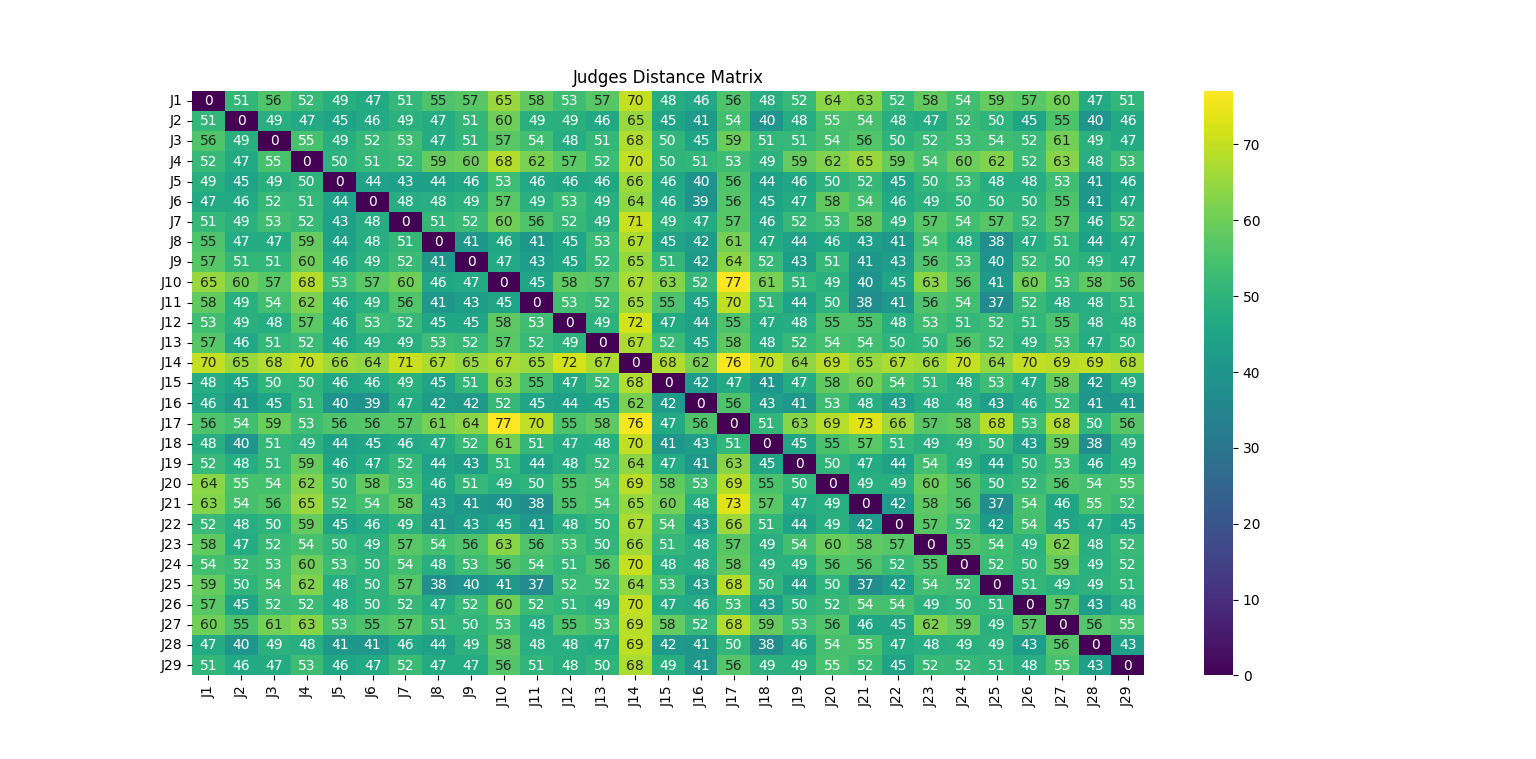 Judges Distance Matrix
J1 0 51 56 52 49 47 51 55 57 65 58 53 57 70 48 46 56 48 52 64 63 52 58 54 59 57 60 47 51
J2 51 0 49 47 45 46 49 47 51 60 49 49 46 65 45 41 54 40 48 55 54 48 47 52 50 45 55 40 46
J3 56 49 0 55 49 52 53 47 51 57 54 48 51 68 50 45 59 51 51 54 56 50 52 53 54 52 61 49 47
J4 52 47 55 0 50 51 52 59 60 68 62 57 52 70 50 51 53 49 59 62 65 59 54 60 62 52 63 48 53
J5 49 45 49 50 0 44 43 44 46 53 46 46 46 66 46 40 56 44 46 50 52 45 50 53 48 48 53 41 46
J6 47 46 52 51 44 0 48 48 49 57 49 53 49 64 46 39 56 45 47 58 54 46 49 50 50 50 55 41 47
J7 51 49 53 52 43 48 0 51 52 60 56 52 49 71 49 47 57 46 52 53 58 49 57 54 57 52 57 46 52
J8 55 47 47 59 44 48 51 0 41 46 41 45 53 67 45 42 61 47 44 46 43 41 54 48 38 47 51 44 47
J9 57 51 51 60 46 49 52 41 0 47 43 45 52 65 51 42 64 52 43 51 41 43 56 53 40 52 50 49 47
J10 65 60 57 68 53 57 60 46 47 0 45 58 57 67 63 52 77 61 51 49 40 45 63 56 41 60 53 58 56
J11 58 49 54 62 46 49 56 41 43 45 0 53 52 65 55 45 70 51 44 50 38 41 56 54 37 52 48 48 51
J12 53 49 48 57 46 53 52 45 45 58 53 0 49 72 47 44 55 47 48 55 55 48 53 51 52 51 55 48 48
J13 57 46 51 52 46 49 49 53 52 57 52 49 0 67 52 45 58 48 52 54 54 50 50 56 52 49 53 47 50
J14 70 65 68 70 66 64 71 67 65 67 65 72 67 0 68 62 76 70 64 69 65 67 66 70 64 70 69 69 68
J15 48 45 50 50 46 46 49 45 51 63 55 47 52 68 0 42 47 41 47 58 60 54 51 48 53 47 58 42 49
J16 46 41 45 51 40 39 47 42 42 52 45 44 45 62 42 0 56 43 41 53 48 43 48 48 43 46 52 41 41
J17 56 54 59 53 56 56 57 61 64 77 70 55 58 76 47 56 0 51 63 69 73 66 57 58 68 53 68 50 56
J18 48 40 51 49 44 45 46 47 52 61 51 47 48 70 41 43 51 0 45 55 57 51 49 49 50 43 59 38 49
J19 52 48 51 59 46 47 52 44 43 51 44 48 52 64 47 41 63 45 0 50 47 44 54 49 44 50 53 46 49
J20 64 55 54 62 50 58 53 46 51 49 50 55 54 69 58 53 69 55 50 0 49 49 60 56 50 52 56 54 55
J21 63 54 56 65 52 54 58 43 41 40 38 55 54 65 60 48 73 57 47 49 0 42 58 56 37 54 46 55 52
J22 52 48 50 59 45 46 49 41 43 45 41 48 50 67 54 43 66 51 44 49 42 0 57 52 42 54 45 47 45
J23 58 47 52 54 50 49 57 54 56 63 56 53 50 66 51 48 57 49 54 60 58 57 0 55 54 49 62 48 52
J24 54 52 53 60 53 50 54 48 53 56 54 51 56 70 48 48 58 49 49 56 56 52 55 0 52 50 59 49 52
J25 59 50 54 62 48 50 57 38 40 41 37 52 52 64 53 43 68 50 44 50 37 42 54 52 0 51 49 49 51
J26 57 45 52 52 48 50 52 47 52 60 52 51 49 70 47 46 53 43 50 52 54 54 49 50 51 0 57 43 48
J27 60 55 61 63 53 55 57 51 50 53 48 55 53 69 58 52 68 59 53 56 46 45 62 59 49 57 0 56 55
J28 47 40 49 48 41 41 46 44 49 58 48 48 47 69 42 41 50 38 46 54 55 47 48 49 49 43 56 0 43
J29 51 46 47 53 46 47 52 47 47 56 51 48 50 68 49 41 56 49 49 55 52 45 52 52 51 48 55 43 0
J1 J2 J3 J4 J5 J6 J7 J8 J9 J10 J11 J12 J13 J14 J15 J16 J17 J18 J19 J20 J21 J22 J23 J24 J25 J26 J27 J28 J29
70
60
50
40
30
20
10
0